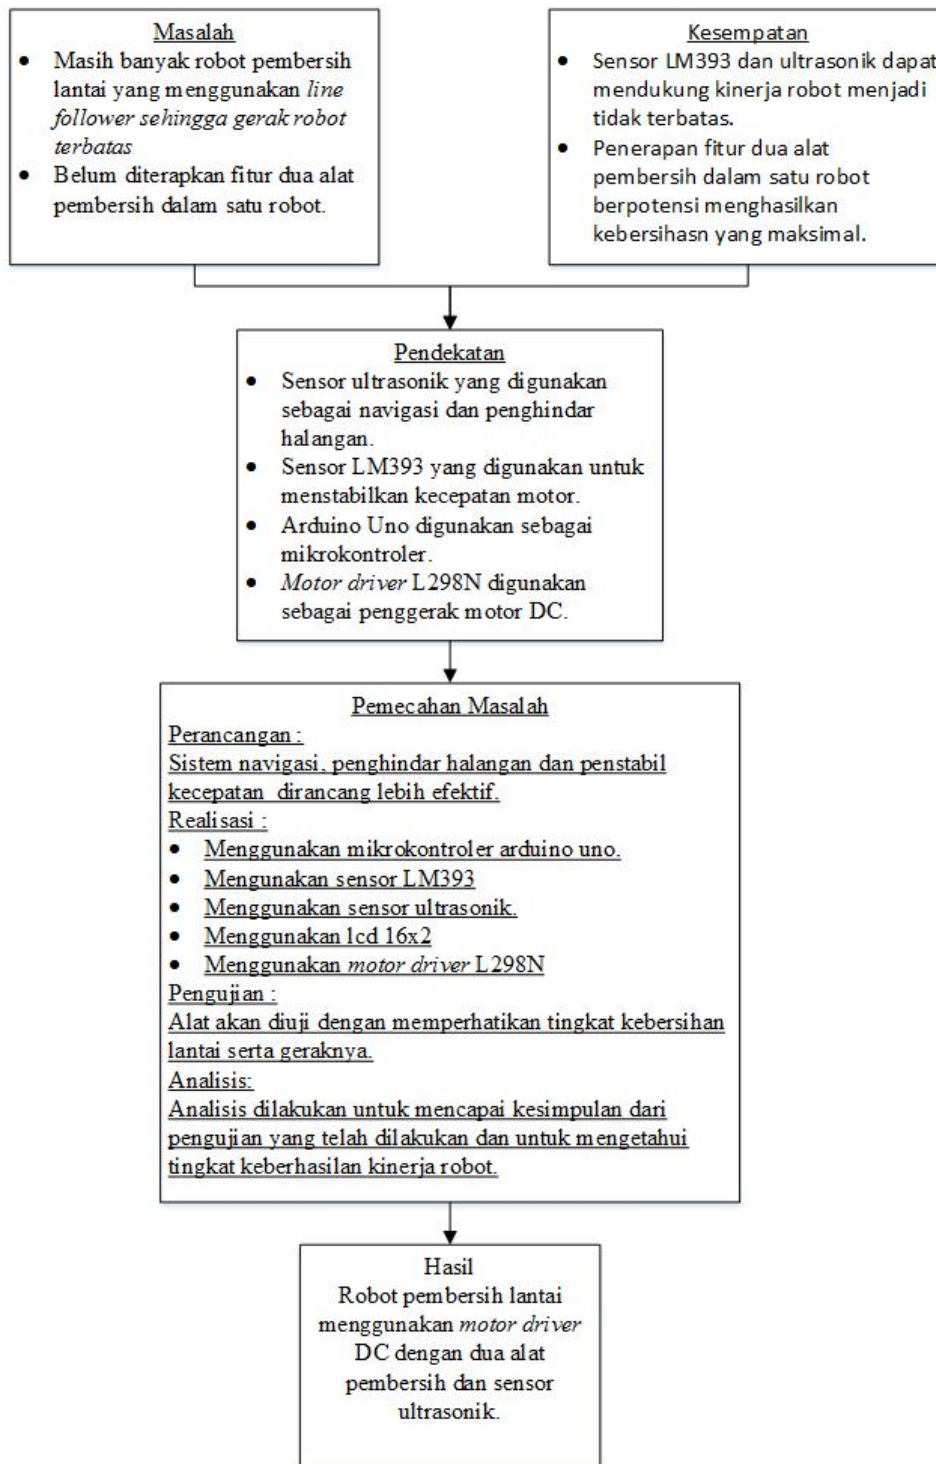 Masalah
• Masih banyak robot pembersih
lantai yang menggunakan line
follower sehingga gerak robot
terbatas
• Belum diterapkan fitur dua alat
pembersih dalam satu robot.
Kesempatan
• Sensor LM393 dan ultrasonik dapat
mendukung kinerja robot menjadi
tidak terbatas.
• Penerapan fitur dua alat
pembersih dalam satu robot
berpotensi menghasilkan
kebersihasn yang maksimal.
Pendekatan
• Sensor ultrasonik yang digunakan
sebagai navigasi dan penghindar
halangan.
• Sensor LM393 yang digunakan untuk
menstabilkan kecepatan motor.
• Arduino Uno digunakan sebagai
mikrokontroler.
• Motor driver L298N digunakan
sebagai penggerak motor DC.
Pemecahan Masalah
Perancangan :
Sistem navigasi, penghindar halangan dan penstabil
kecepatan dirancang lebih efektif.
Realisasi :
• Menggunakan mikrokontroler arduino uno.
• Mengunakan sensor LM393
• Menggunakan sensor ultrasonik.
• Menggunakan lcd 16x2
• Menggunakan motor driver L298N
Pengujian :
Alat akan diuji dengan memperhatikan tingkat kebersihan
lantai serta geraknya.
Analisis:
Analisis dilakukan untuk mencapai kesimpulan dari
pengujian yang telah dilakukan dan untuk mengetahui
tingkat keberhasilan kinerja robot.
Hasil
Robot pembersih lantai
menggunakan motor driver
DC dengan dua alat
pembersih dan sensor
ultrasonik.